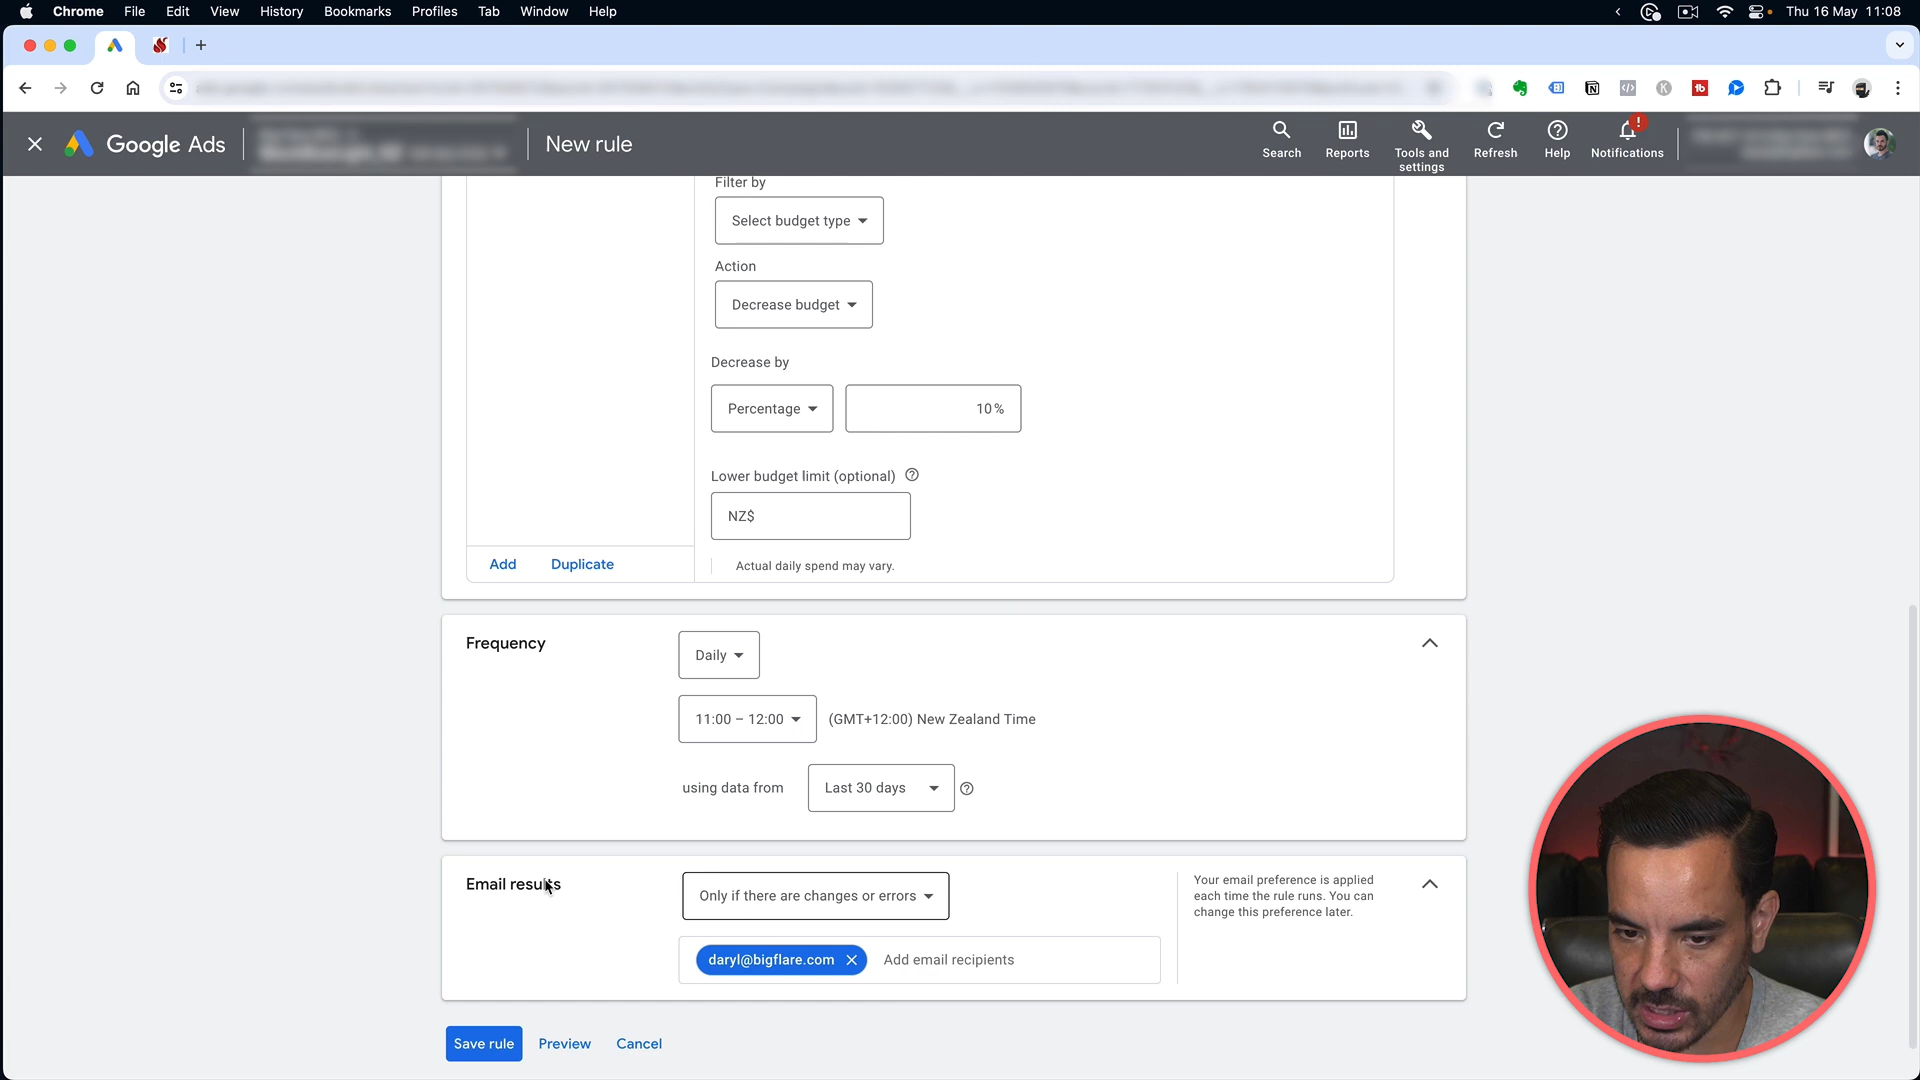 Chrome File Edit View History Bookmarks Profiles Tab Window Help Thu 16 May 11:08
Google Ads New rule Search Reports Tools and settings Refresh Help Notifications
Filter by
Select budget type
Action
Decrease budget
Decrease by
Percentage 10%
Lower budget limit (optional)
NZ$
Add Duplicate Actual daily spend may vary.
Frequency
Daily
11:00 – 12:00 (GMT+12:00) New Zealand Time
using data from Last 30 days
Email results
Only if there are changes or errors
Your email preference is applied
each time the rule runs. You can
change this preference later.
daryl@bigflare.com Add email recipients
Save rule Preview Cancel